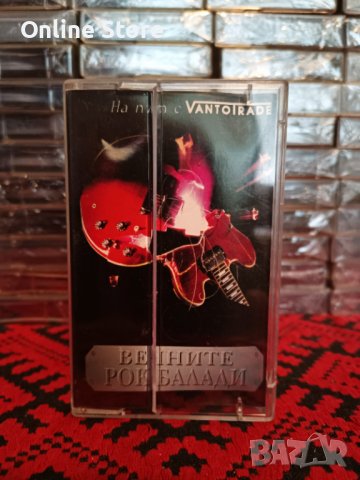 Online Store
На път с VANTOTRADE
ВЕЧНИТЕ
РОК БАЛАДИ
BAZAR